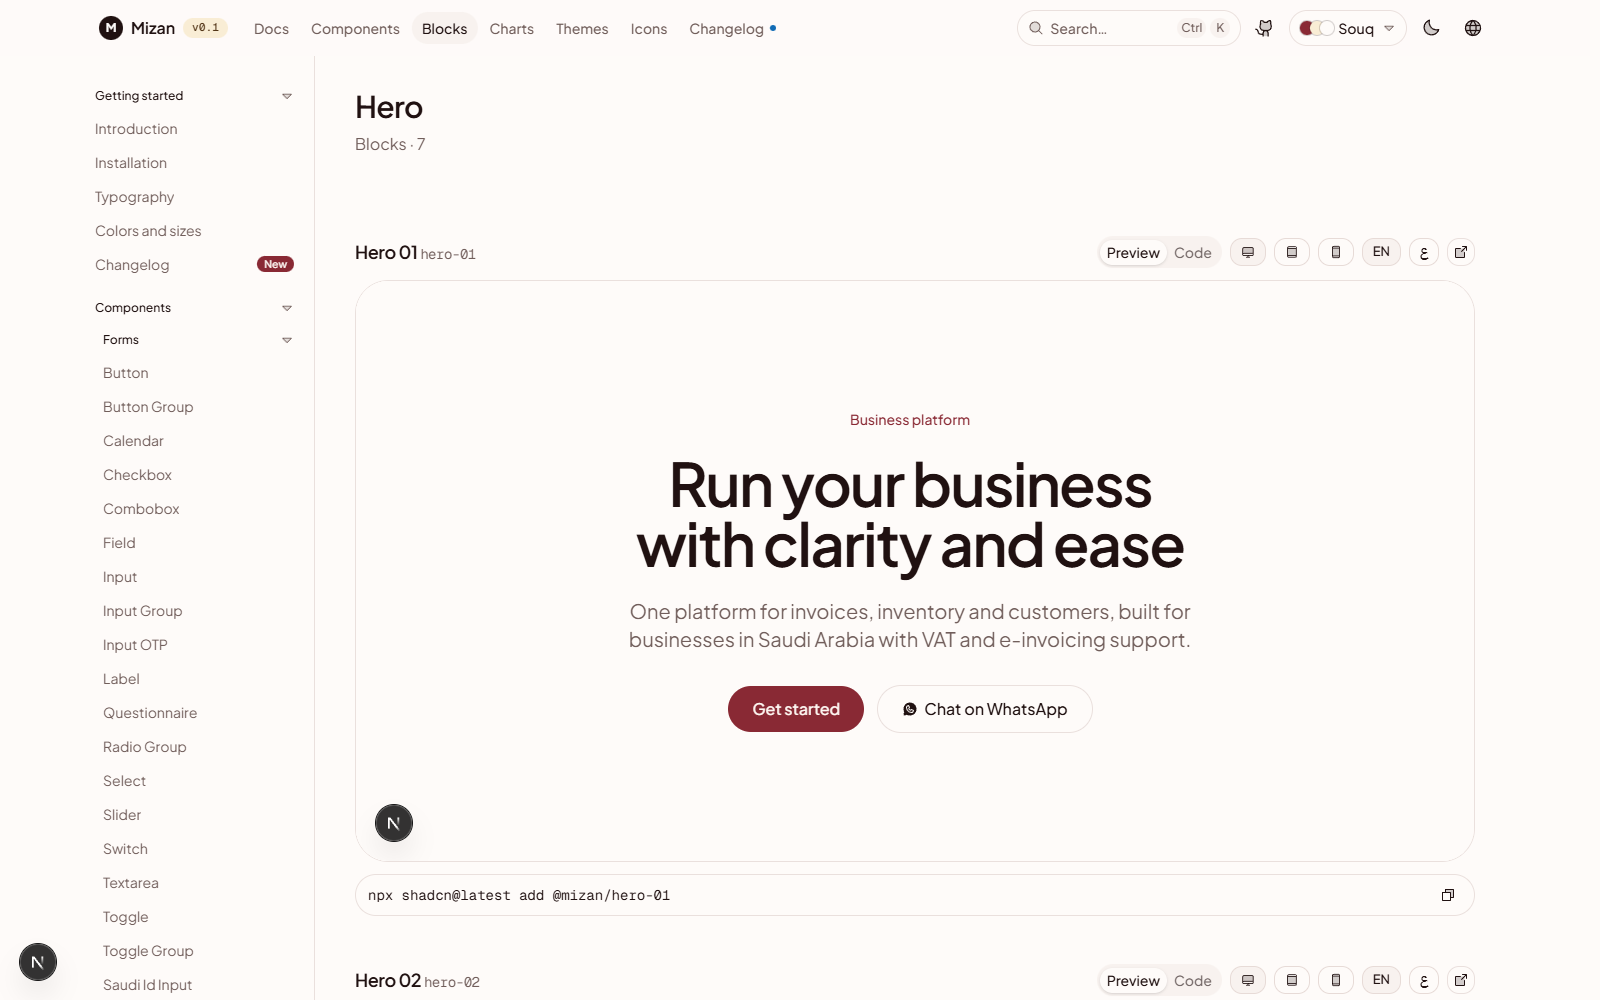 M Mizan v0.1 Docs Components Blocks Charts Themes Icons Changelog Search... Ctrl K Souq
Getting started
Introduction
Installation
Typography
Colors and sizes
Changelog New
Components
Forms
Button
Button Group
Calendar
Checkbox
Combobox
Field
Input
Input Group
Input OTP
Label
Questionnaire
Radio Group
Select
Slider
Switch
Textarea
Toggle
Toggle Group
Saudi Id Input
Hero
Blocks · 7
Hero 01 hero-01 Preview Code EN ع
Business platform
Run your business
with clarity and ease
One platform for invoices, inventory and customers, built for
businesses in Saudi Arabia with VAT and e-invoicing support.
Get started Chat on WhatsApp
N
npx shadcn@latest add @mizan/hero-01
Hero 02 hero-02 Preview Code EN ع
N